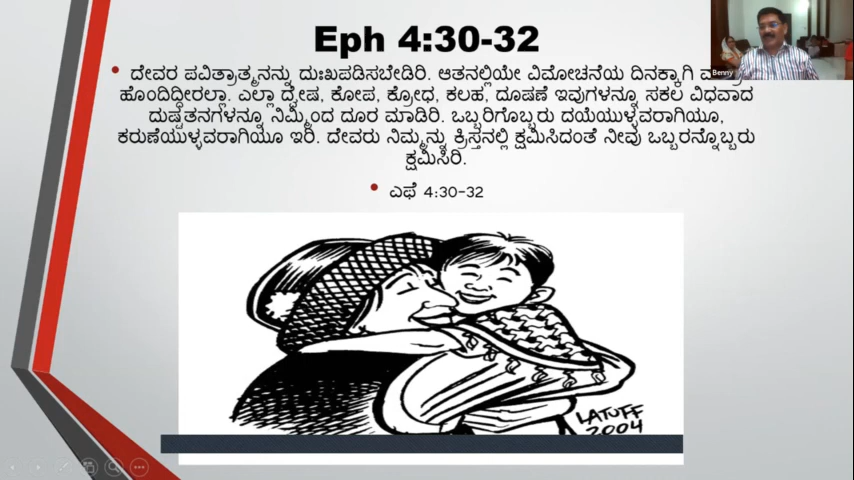 Eph 4:30-32
• ದೇವರ ಪವಿತ್ರಾತ್ಮನನ್ನು ದುಃಖಪಡಿಸಬೇಡಿರಿ. ಆತನಲ್ಲಿಯೇ ವಿಮೋಚನೆಯ ದಿನಕ್ಕಾಗಿ
ಹೊಂದಿದ್ದೀರಲ್ಲಾ. ಎಲ್ಲಾ ದ್ವೇಷ, ಕೋಪ, ಕ್ರೋಧ, ಕಲಹ, ದೂಷಣೆ ಇವುಗಳನ್ನೂ ಸಕಲ ವಿಧವಾದ
ದುಷ್ಟತನಗಳನ್ನೂ ನಿಮ್ಮಿಂದ ದೂರ ಮಾಡಿರಿ. ಒಬ್ಬರಿಗೊಬ್ಬರು ದಯೆಯುಳ್ಳವರಾಗಿಯೂ,
ಕರುಣೆಯುಳ್ಳವರಾಗಿಯೂ ಇರಿ. ದೇವರು ನಿಮ್ಮನ್ನು ಕ್ರಿಸ್ತನಲ್ಲಿ ಕ್ಷಮಿಸಿದಂತೆ ನೀವು ಒಬ್ಬರನ್ನೊಬ್ಬರು
ಕ್ಷಮಿಸಿರಿ.
• ಎಫೆ 4:30-32
Benny
LATUFF
2004